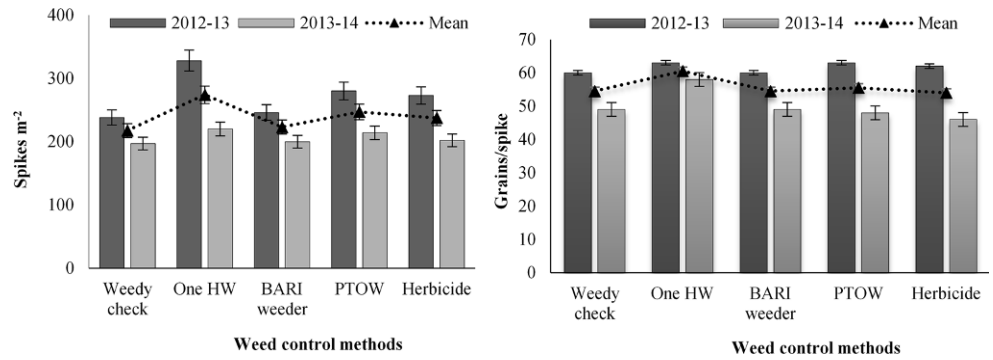 2012-13 2013-14 Mean
400
300
200
100
0
Spikes m-2
Weedy check One HW BARI weeder PTOW Herbicide
Weed control methods
2012-13 2013-14 Mean
70
60
50
40
30
20
10
0
Grains/spike
Weedy check One HW BARI weeder PTOW Herbicide
Weed control methods